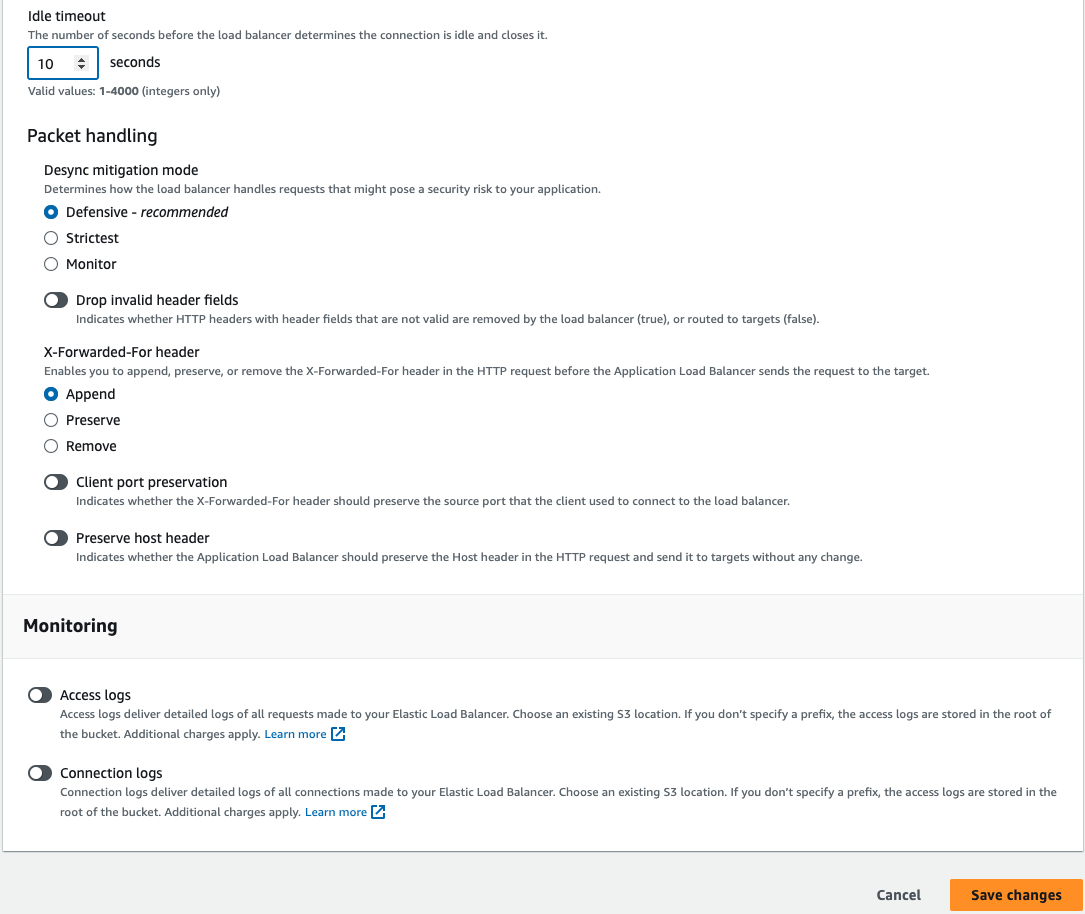 Idle timeout
The number of seconds before the load balancer determines the connection is idle and closes it.
10 seconds
Valid values: 1-4000 (integers only)
Packet handling
Desync mitigation mode
Determines how the load balancer handles requests that might pose a security risk to your application.
Defensive - recommended
Strictest
Monitor
Drop invalid header fields
Indicates whether HTTP headers with header fields that are not valid are removed by the load balancer (true), or routed to targets (false).
X-Forwarded-For header
Enables you to append, preserve, or remove the X-Forwarded-For header in the HTTP request before the Application Load Balancer sends the request to the target.
Append
Preserve
Remove
Client port preservation
Indicates whether the X-Forwarded-For header should preserve the source port that the client used to connect to the load balancer.
Preserve host header
Indicates whether the Application Load Balancer should preserve the Host header in the HTTP request and send it to targets without any change.
Monitoring
Access logs
Access logs deliver detailed logs of all requests made to your Elastic Load Balancer. Choose an existing S3 location. If you don't specify a prefix, the access logs are stored in the root of
the bucket. Additional charges apply. Learn more
Connection logs
Connection logs deliver detailed logs of all connections made to your Elastic Load Balancer. Choose an existing S3 location. If you don't specify a prefix, the access logs are stored in the
root of the bucket. Additional charges apply. Learn more
Cancel Save changes